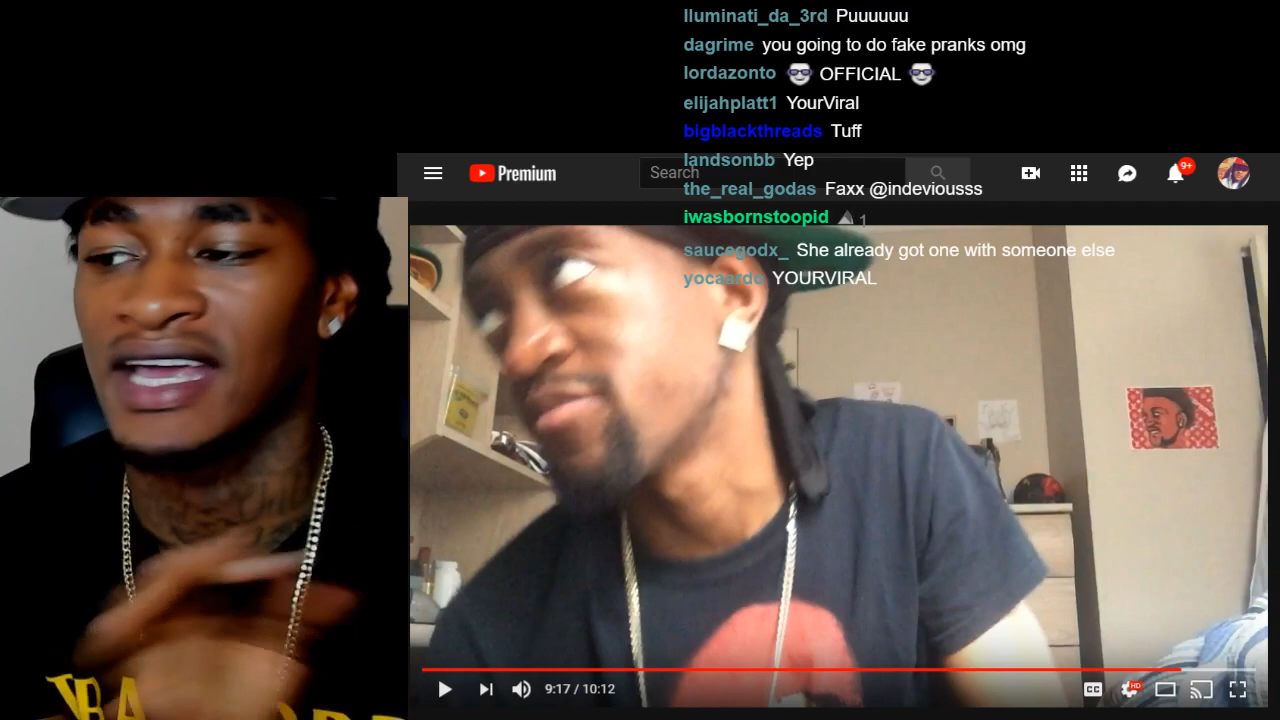 lluminati_da_3rd Puuuuuu
dagrime you going to do fake pranks omg
lordazonto OFFICIAL
elijahplatt1 YourViral
bigblackthreads Tuff
landsonbb Yep
Premium
Search
9+
the_real_godas Faxx @indeviousss
iwasbornstoopid 1
saucegodx_ She already got one with someone else
yocaardo YOURVIRAL
9:17 / 10:12
CC
HD